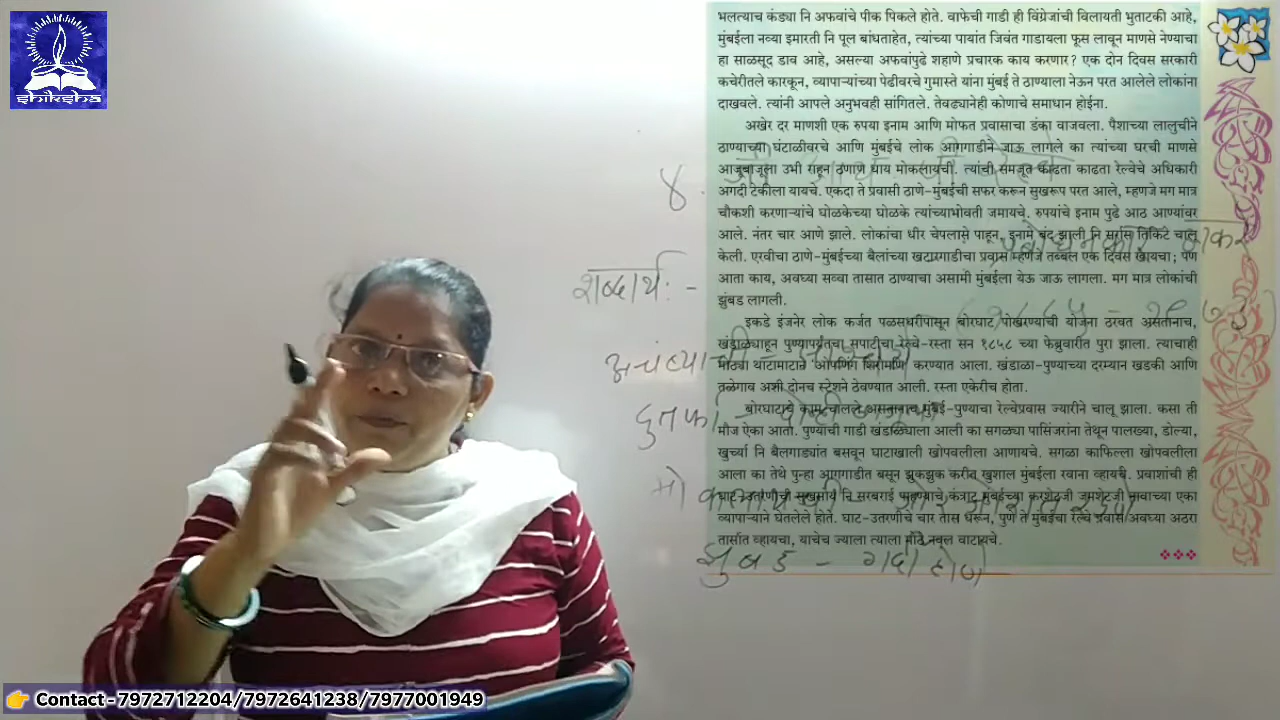 shiksha
भलत्याच कंड्या नि अफवांचे पीक पिकले होते. वाफेची गाडी ही विंग्रेजांची विलायती भुताटकी आहे,
मुंबईला नव्या इमारती नि पूल बांधताहेत, त्यांच्या पायांत जिवंत गाडायला फूस लावून माणसे नेण्याचा
हा साळसूद डाव आहे, असल्या अफवांपुढे शहाणे प्रचारक काय करणार? एक दोन दिवस सरकारी
कचेरीतले कारकून, व्यापाऱ्यांच्या पेढीवरचे गुमास्ते यांना मुंबई ते ठाण्याला नेऊन परत आलेले लोकांना
दाखवले. त्यांनी आपले अनुभवही सांगितले. तेवढ्यानेही कोणाचे समाधान होईना.
अखेर दर माणशी एक रुपया इनाम आणि मोफत प्रवासाचा डंका वाजवला. पैशाच्या लालुचीने
ठाण्याच्या घंटाळीवरचे आणि मुंबईचे लोक आगगाडीने जाऊ लागले का त्यांच्या घरची माणसे
आजूबाजूला उभी राहून ठणाणे धाय मोकलायची. त्यांची समजूत काढता काढता रेल्वेचे अधिकारी
अगदी टेकीला यायचे. एकदा ते प्रवासी ठाणे-मुंबईची सफर करून सुखरूप परत आले, म्हणजे मग मात्र
चौकशी करणाऱ्यांचे घोळकेच्या घोळके त्यांच्याभोवती जमायचे. रुपयांचे इनाम पुढे आठ आण्यांवर
आले. नंतर चार आणे झाले. लोकांचा धीर चेपलासे पाहून, इनामे बंद झाली नि सर्रास तिकिटे चालू
केली. एरवीचा ठाणे-मुंबईच्या बैलांच्या खटारगाडीचा प्रवास म्हणजे तब्बल एक दिवस खायचा; पण
आता काय, अवघ्या सव्वा तासात ठाण्याचा असामी मुंबईला येऊ जाऊ लागला. मग मात्र लोकांची
झुंबड लागली.
इकडे इंजनेर लोक कर्जत पळसधरीपासून बोरघाट पोखरण्याची योजना ठरवत असतानाच,
खंडाळ्याहून पुण्यापर्यंतचा सपाटीचा रेल्वे-रस्ता सन १८५८ च्या फेब्रुवारीत पुरा झाला. त्याचाही
मोठ्या थाटामाटाने ओपनिंग शिरोमणी करण्यात आला. खंडाळा-पुण्याच्या दरम्यान खडकी आणि
तळेगाव अशी दोनच स्टेशने ठेवण्यात आली. रस्ता एकेरीच होता.
बोरघाटाचे काम चालले असतानाच मुंबई-पुण्याचा रेल्वेप्रवास ज्यारीने चालू झाला. कसा ती
मौज ऐका आता. पुण्याची गाडी खंडाळ्याला आली का सगळ्या पासिंजरांना तेथून पालख्या, डोल्या,
खुर्च्या नि बैलगाड्यांत बसवून घाटाखाली खोपवलीला आणायचे. सगळा काफिल्ला खोपवलीला
आला का तेथे पुन्हा आगगाडीत बसून झुकझुक करीत खुशाल मुंबईला रवाना व्हायचे. प्रवाशांची ही
घाट-उतरणीची सुखसोय नि सरबराई पाहण्याचे कंत्राट मुंबईच्या करशेटजी जमशेटजी नावाच्या एका
व्यापाऱ्याने घेतलेले होते. घाट-उतरणीचे चार तास धरून, पुणे ते मुंबईचा रेल्वे प्रवास अवघ्या अठरा
तासांत व्हायचा, याचेच ज्याला त्याला मोठे नवल वाटायचे.
४.
शब्दार्थ: -
दुतर्फा -
झुंबड - गर्दी होणे
Contact - 7972712204/7972641238/7977001949